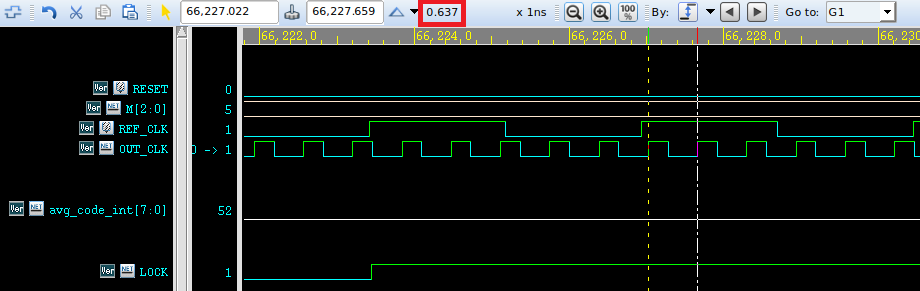 66,227.022 66,227.659 0.637 x 1ns 100 % By: Go to: G1
66,222.0 66,224.0 66,226.0 66,228.0 66,230
Ver RESET 0
Ver NET M[2:0] 5
Ver REF_CLK 1
Ver NET OUT_CLK 0 -> 1
Ver NET avg_code_int[7:0] 52
Ver NET LOCK 1